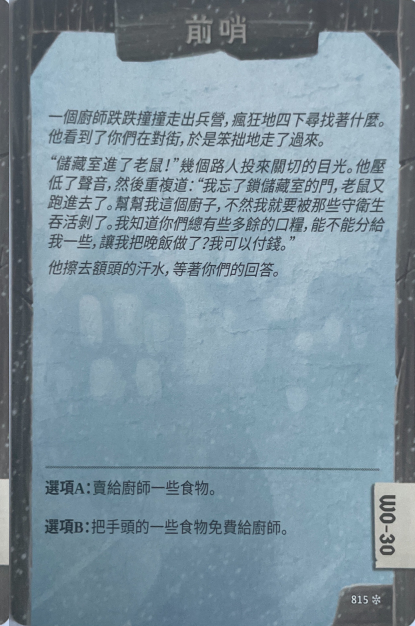 前哨
一個廚師跌跌撞撞走出兵營，瘋狂地四下尋找著什麼。
他看到了你們在對街，於是笨拙地走了過來。
“儲藏室進了老鼠！”幾個路人投來關切的目光。他壓
低了聲音，然後重複道：“我忘了鎖儲藏室的門，老鼠又
跑進去了。幫幫我這個廚子，不然我就要被那些守衛生
吞活剝了。我知道你們總有些多餘的口糧，能不能分給
我一些，讓我把晚飯做了？我可以付錢。”
他擦去額頭的汗水，等著你們的回答。
選項A：賣給廚師一些食物。
選項B：把手頭的一些食物免費給廚師。
WO-30
815